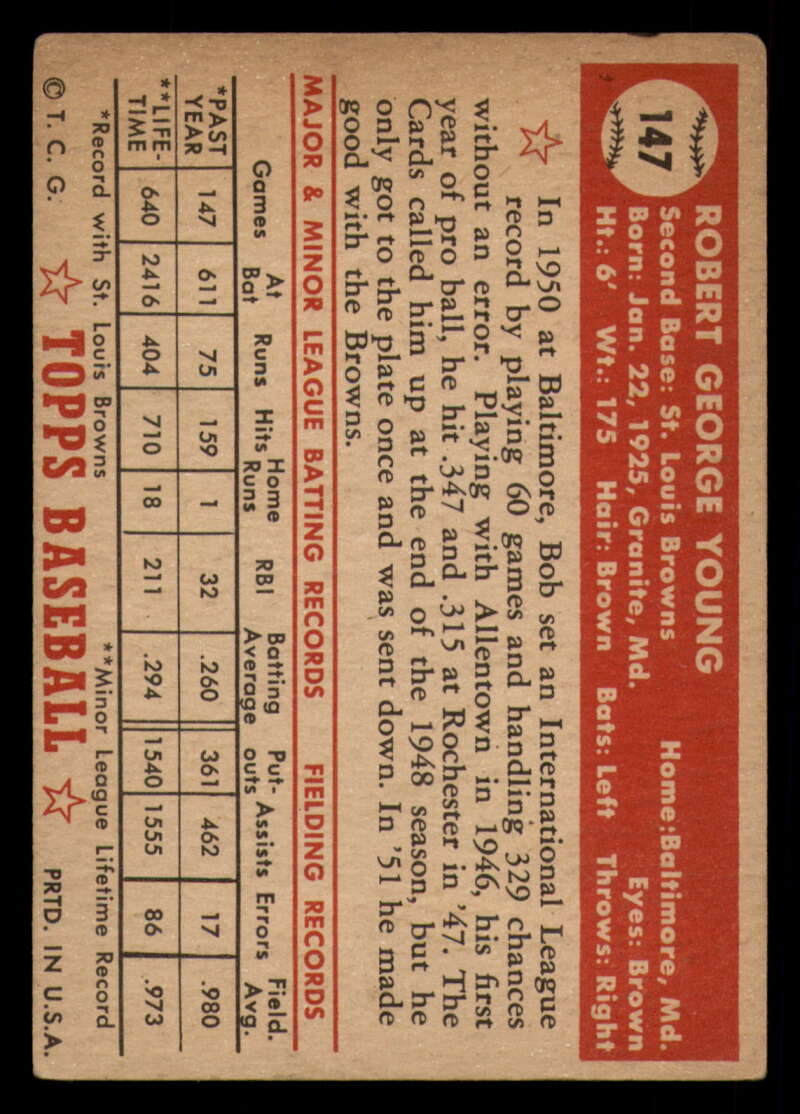 147
ROBERT GEORGE YOUNG
Second Base: St. Louis Browns Home: Baltimore, Md.
Born: Jan. 22, 1925, Granite, Md. Eyes: Brown
Ht.: 6' Wt.: 175 Hair: Brown Bats: Left Throws: Right
In 1950 at Baltimore, Bob set an International League
record by playing 60 games and handling 329 chances
without an error. Playing with Allentown in 1946, his first
year of pro ball, he hit .347 and .315 at Rochester in '47. The
Cards called him up at the end of the 1948 season, but he
only got to the plate once and was sent down. In '51 he made
good with the Browns.
MAJOR & MINOR LEAGUE BATTING RECORDS FIELDING RECORDS
Games At Bat Runs Hits Home Runs RBI Batting Average Put-outs Assists Errors Field. Avg.
*PAST YEAR 147 611 75 159 1 32 .260 361 462 17 .980
**LIFE-TIME 640 2416 404 710 18 211 .294 1540 1555 86 .973
*Record with St. Louis Browns **Minor League Lifetime Record
© T. C. G. TOPPS BASEBALL PRTD. IN U.S.A.